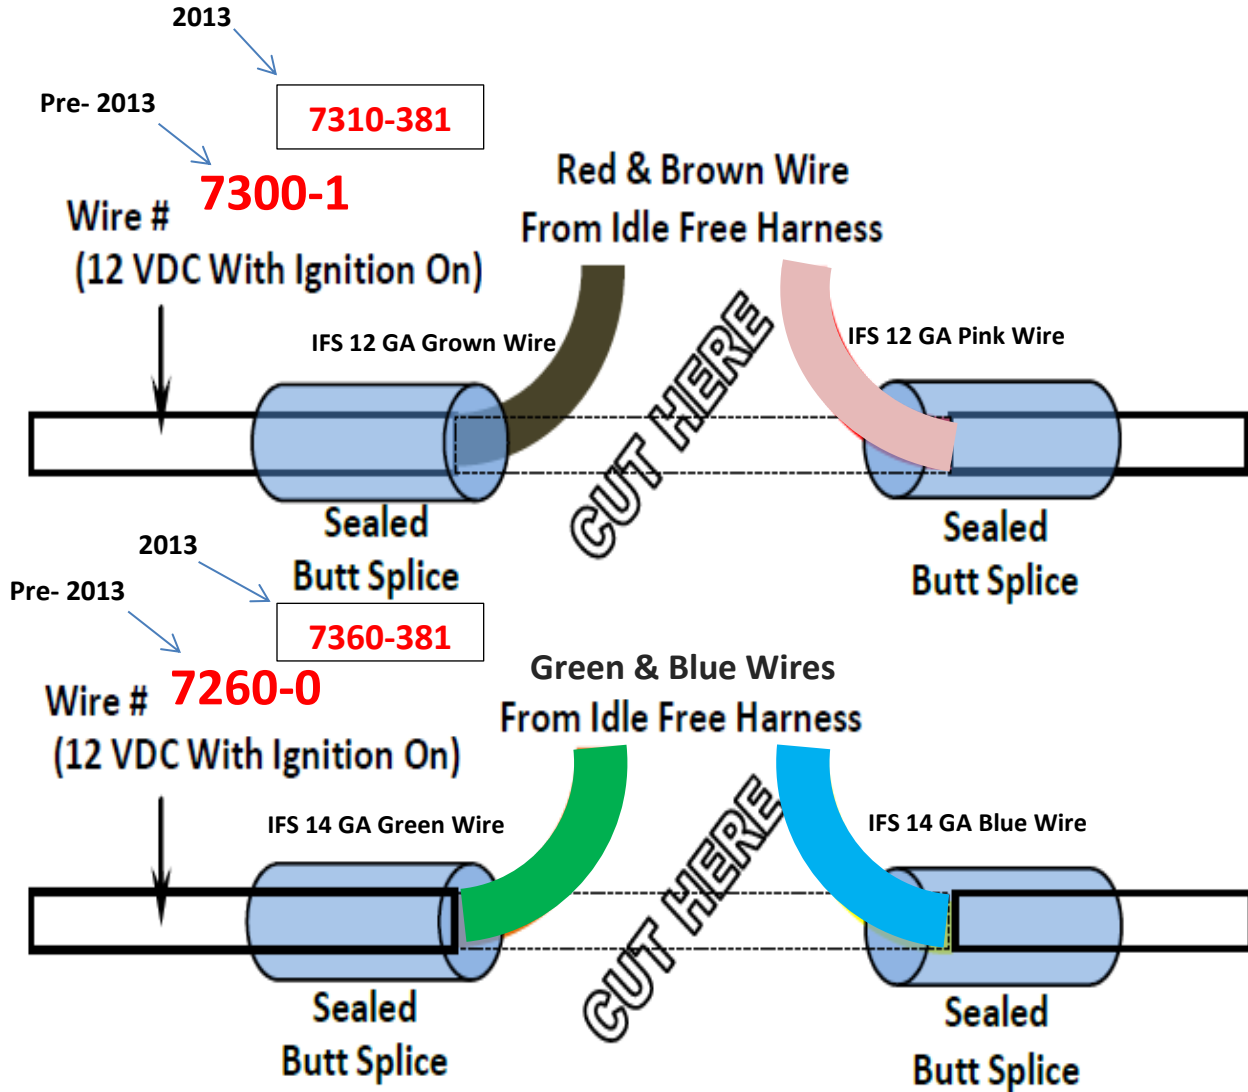 2013
7310-381
Pre- 2013
7300-1
Wire #
(12 VDC With Ignition On)
Red & Brown Wire
From Idle Free Harness
IFS 12 GA Grown Wire
IFS 12 GA Pink Wire
CUT HERE
Sealed
Butt Splice
Sealed
Butt Splice
2013
7360-381
Pre- 2013
7260-0
Wire #
(12 VDC With Ignition On)
Green & Blue Wires
From Idle Free Harness
IFS 14 GA Green Wire
IFS 14 GA Blue Wire
CUT HERE
Sealed
Butt Splice
Sealed
Butt Splice